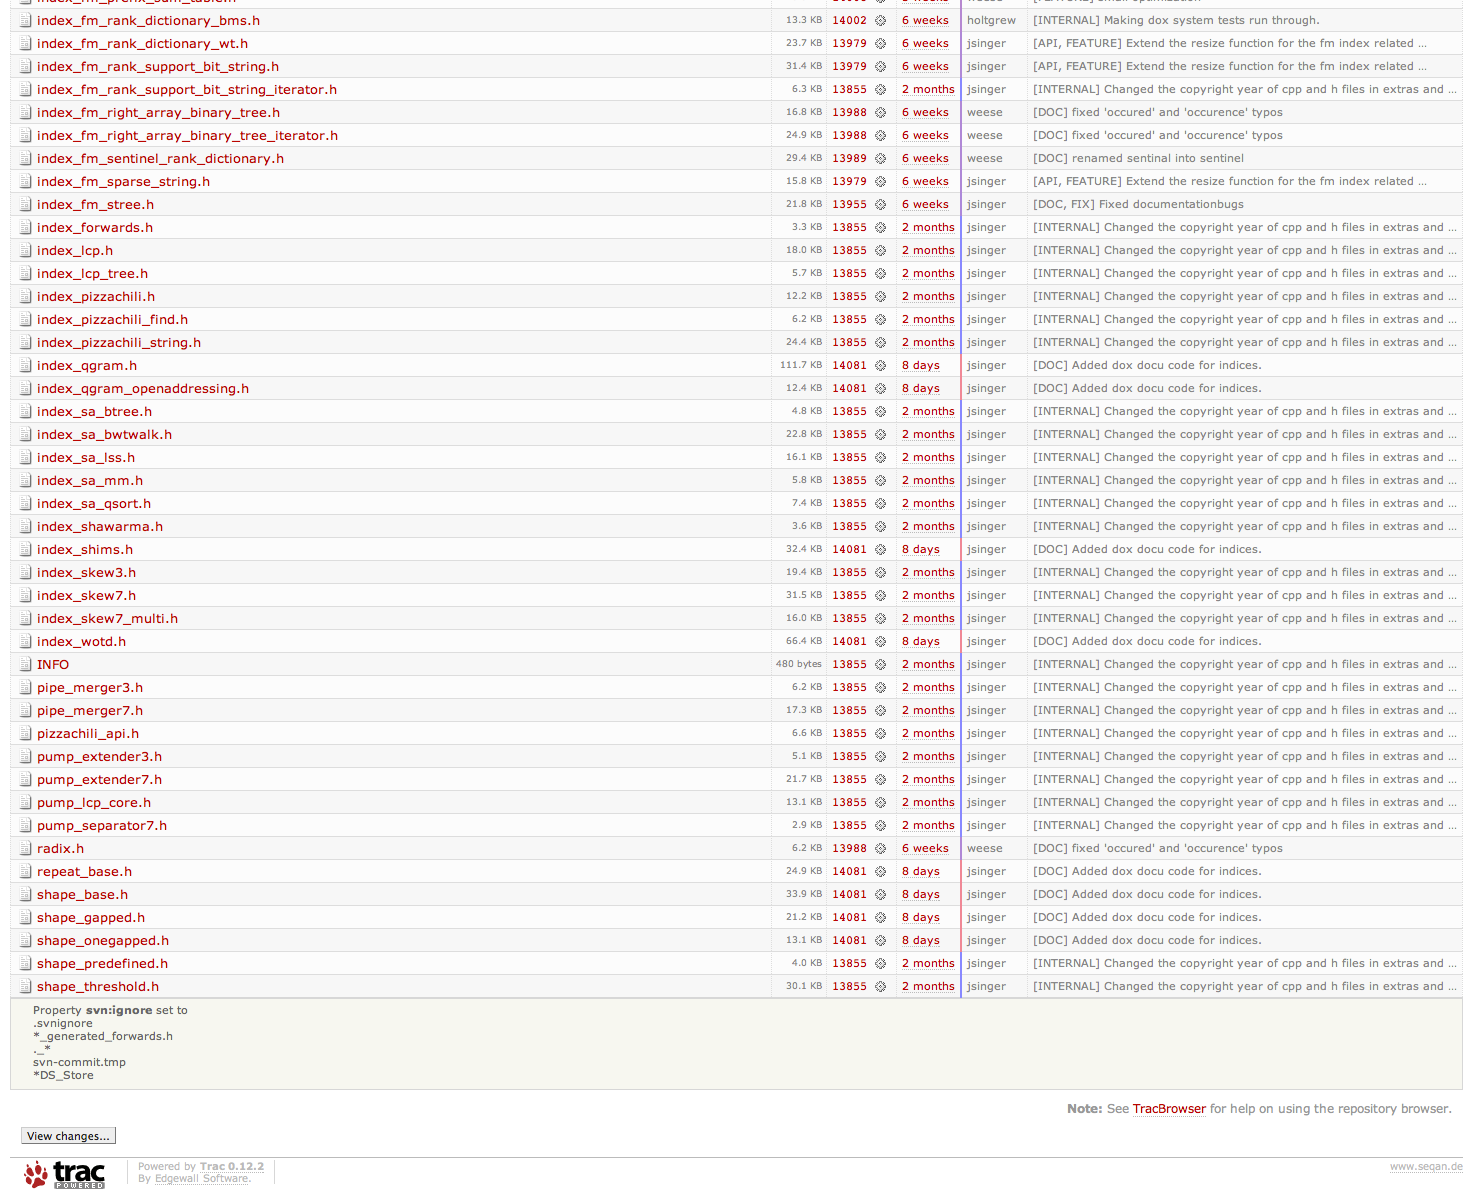 index_fm_rank_dictionary_bms.h 13.3 KB 14002 6 weeks holtgrew [INTERNAL] Making dox system tests run through.
index_fm_rank_dictionary_wt.h 23.7 KB 13979 6 weeks jsinger [API, FEATURE] Extend the resize function for the fm index related ...
index_fm_rank_support_bit_string.h 31.4 KB 13979 6 weeks jsinger [API, FEATURE] Extend the resize function for the fm index related ...
index_fm_rank_support_bit_string_iterator.h 6.3 KB 13855 2 months jsinger [INTERNAL] Changed the copyright year of cpp and h files in extras and ...
index_fm_right_array_binary_tree.h 16.8 KB 13988 6 weeks weese [DOC] fixed 'occured' and 'occurence' typos
index_fm_right_array_binary_tree_iterator.h 24.9 KB 13988 6 weeks weese [DOC] fixed 'occured' and 'occurence' typos
index_fm_sentinel_rank_dictionary.h 29.4 KB 13989 6 weeks weese [DOC] renamed sentinal into sentinel
index_fm_sparse_string.h 15.8 KB 13979 6 weeks jsinger [API, FEATURE] Extend the resize function for the fm index related ...
index_fm_stree.h 21.8 KB 13955 6 weeks jsinger [DOC, FIX] Fixed documentationbugs
index_forwards.h 3.3 KB 13855 2 months jsinger [INTERNAL] Changed the copyright year of cpp and h files in extras and ...
index_lcp.h 18.0 KB 13855 2 months jsinger [INTERNAL] Changed the copyright year of cpp and h files in extras and ...
index_lcp_tree.h 5.7 KB 13855 2 months jsinger [INTERNAL] Changed the copyright year of cpp and h files in extras and ...
index_pizzachili.h 12.2 KB 13855 2 months jsinger [INTERNAL] Changed the copyright year of cpp and h files in extras and ...
index_pizzachili_find.h 6.2 KB 13855 2 months jsinger [INTERNAL] Changed the copyright year of cpp and h files in extras and ...
index_pizzachili_string.h 24.4 KB 13855 2 months jsinger [INTERNAL] Changed the copyright year of cpp and h files in extras and ...
index_qgram.h 111.7 KB 14081 8 days jsinger [DOC] Added dox docu code for indices.
index_qgram_openaddressing.h 12.4 KB 14081 8 days jsinger [DOC] Added dox docu code for indices.
index_sa_btree.h 4.8 KB 13855 2 months jsinger [INTERNAL] Changed the copyright year of cpp and h files in extras and ...
index_sa_bwtwalk.h 22.8 KB 13855 2 months jsinger [INTERNAL] Changed the copyright year of cpp and h files in extras and ...
index_sa_lss.h 16.1 KB 13855 2 months jsinger [INTERNAL] Changed the copyright year of cpp and h files in extras and ...
index_sa_mm.h 5.8 KB 13855 2 months jsinger [INTERNAL] Changed the copyright year of cpp and h files in extras and ...
index_sa_qsort.h 7.4 KB 13855 2 months jsinger [INTERNAL] Changed the copyright year of cpp and h files in extras and ...
index_shawarma.h 3.6 KB 13855 2 months jsinger [INTERNAL] Changed the copyright year of cpp and h files in extras and ...
index_shims.h 32.4 KB 14081 8 days jsinger [DOC] Added dox docu code for indices.
index_skew3.h 19.4 KB 13855 2 months jsinger [INTERNAL] Changed the copyright year of cpp and h files in extras and ...
index_skew7.h 31.5 KB 13855 2 months jsinger [INTERNAL] Changed the copyright year of cpp and h files in extras and ...
index_skew7_multi.h 16.0 KB 13855 2 months jsinger [INTERNAL] Changed the copyright year of cpp and h files in extras and ...
index_wotd.h 66.4 KB 14081 8 days jsinger [DOC] Added dox docu code for indices.
INFO 480 bytes 13855 2 months jsinger [INTERNAL] Changed the copyright year of cpp and h files in extras and ...
pipe_merger3.h 6.2 KB 13855 2 months jsinger [INTERNAL] Changed the copyright year of cpp and h files in extras and ...
pipe_merger7.h 17.3 KB 13855 2 months jsinger [INTERNAL] Changed the copyright year of cpp and h files in extras and ...
pizzachili_api.h 6.6 KB 13855 2 months jsinger [INTERNAL] Changed the copyright year of cpp and h files in extras and ...
pump_extender3.h 5.1 KB 13855 2 months jsinger [INTERNAL] Changed the copyright year of cpp and h files in extras and ...
pump_extender7.h 21.7 KB 13855 2 months jsinger [INTERNAL] Changed the copyright year of cpp and h files in extras and ...
pump_lcp_core.h 13.1 KB 13855 2 months jsinger [INTERNAL] Changed the copyright year of cpp and h files in extras and ...
pump_separator7.h 2.9 KB 13855 2 months jsinger [INTERNAL] Changed the copyright year of cpp and h files in extras and ...
radix.h 6.2 KB 13988 6 weeks weese [DOC] fixed 'occured' and 'occurence' typos
repeat_base.h 24.9 KB 14081 8 days jsinger [DOC] Added dox docu code for indices.
shape_base.h 33.9 KB 14081 8 days jsinger [DOC] Added dox docu code for indices.
shape_gapped.h 21.2 KB 14081 8 days jsinger [DOC] Added dox docu code for indices.
shape_onegapped.h 13.1 KB 14081 8 days jsinger [DOC] Added dox docu code for indices.
shape_predefined.h 4.0 KB 13855 2 months jsinger [INTERNAL] Changed the copyright year of cpp and h files in extras and ...
shape_threshold.h 30.1 KB 13855 2 months jsinger [INTERNAL] Changed the copyright year of cpp and h files in extras and ...
Property svn:ignore set to
.svnignore
*_generated_forwards.h
._*
svn-commit.tmp
*DS_Store
Note: See TracBrowser for help on using the repository browser.
View changes...
trac POWERED
Powered by Trac 0.12.2
By Edgewall Software.
www.seqan.de